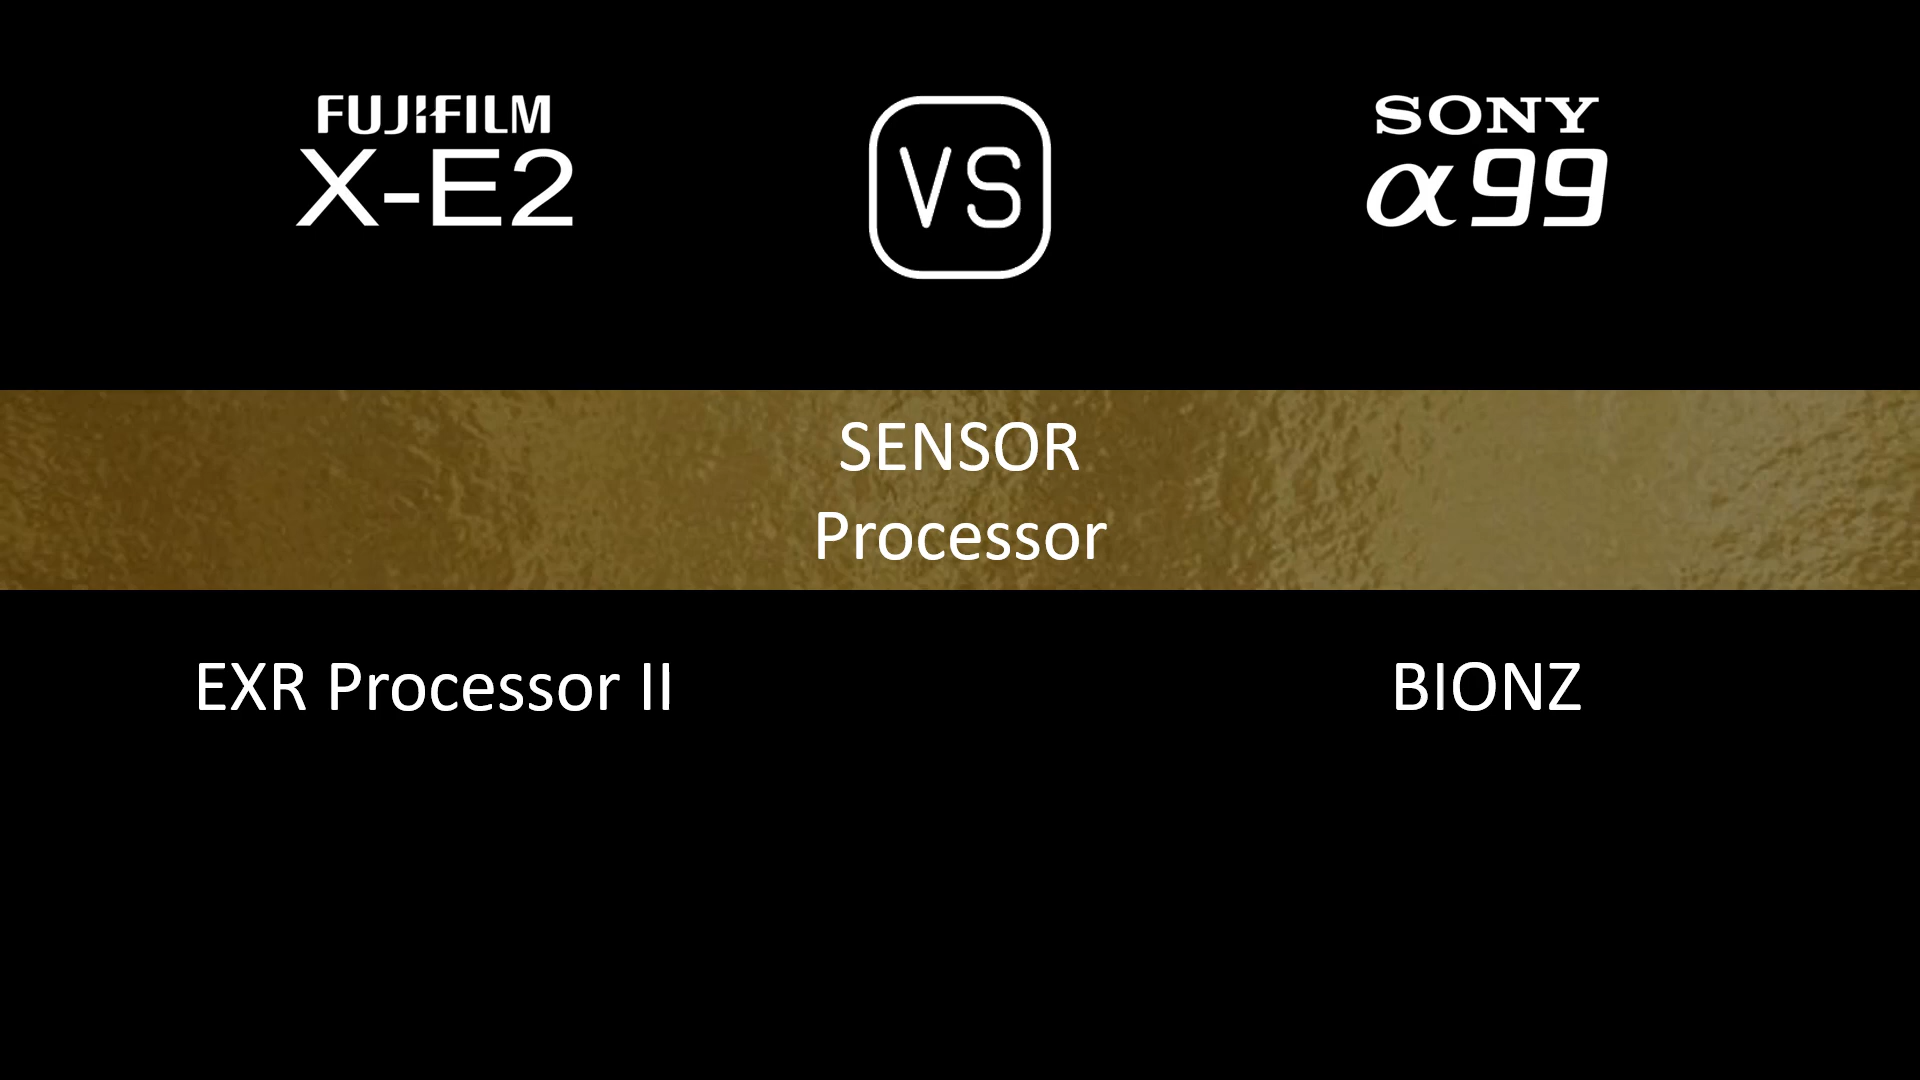 FUJIFILM
X-E2
VS
SONY
α99
SENSOR
Processor
EXR Processor II
BIONZ